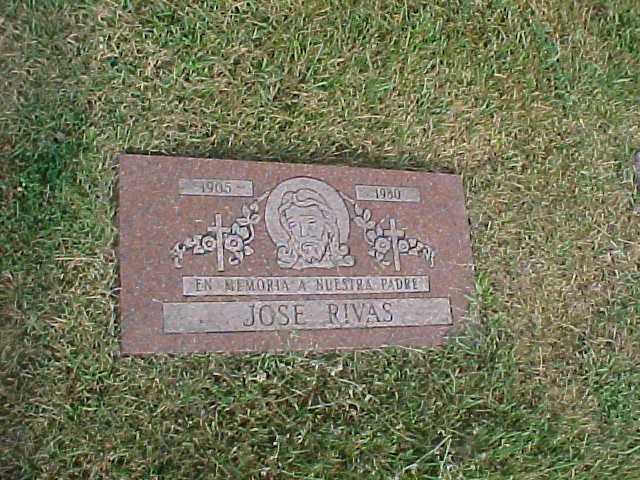 1905 1980
EN MEMORIA A NUESTRA PADRE
JOSE RIVAS